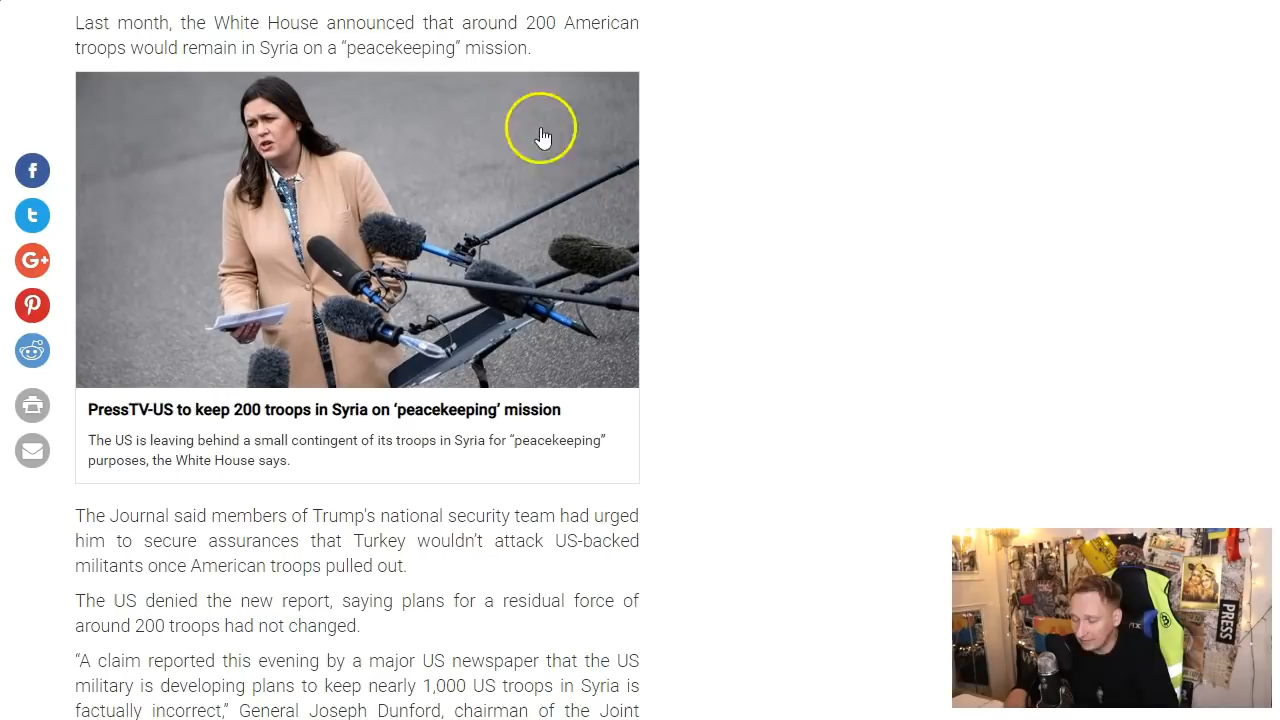 Last month, the White House announced that around 200 American
troops would remain in Syria on a “peacekeeping” mission.
PressTV-US to keep 200 troops in Syria on ‘peacekeeping’ mission
The US is leaving behind a small contingent of its troops in Syria for “peacekeeping”
purposes, the White House says.
The Journal said members of Trump's national security team had urged
him to secure assurances that Turkey wouldn’t attack US-backed
militants once American troops pulled out.
The US denied the new report, saying plans for a residual force of
around 200 troops had not changed.
“A claim reported this evening by a major US newspaper that the US
military is developing plans to keep nearly 1,000 US troops in Syria is
factually incorrect,” General Joseph Dunford, chairman of the Joint
PRESS